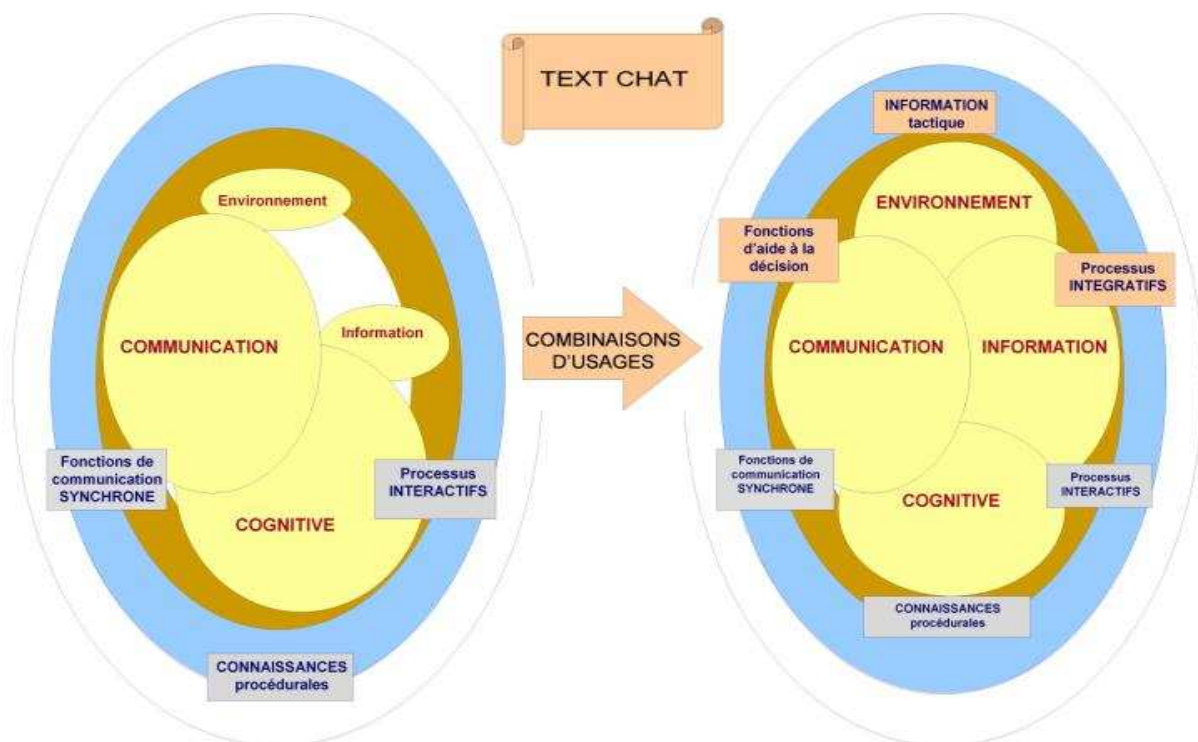 TEXT CHAT
Environnement
COMMUNICATION
Information
Fonctions de
communication
SYNCHRONE
Processus
INTERACTIFS
COGNITIVE
CONNAISSANCES
procédurales
COMBINAISONS
D'USAGES
INFORMATION
tactique
ENVIRONNEMENT
Fonctions
d'aide à la
décision
Processus
INTEGRATIFS
COMMUNICATION
INFORMATION
Fonctions de
communication
SYNCHRONE
Processus
INTERACTIFS
COGNITIVE
CONNAISSANCES
procédurales